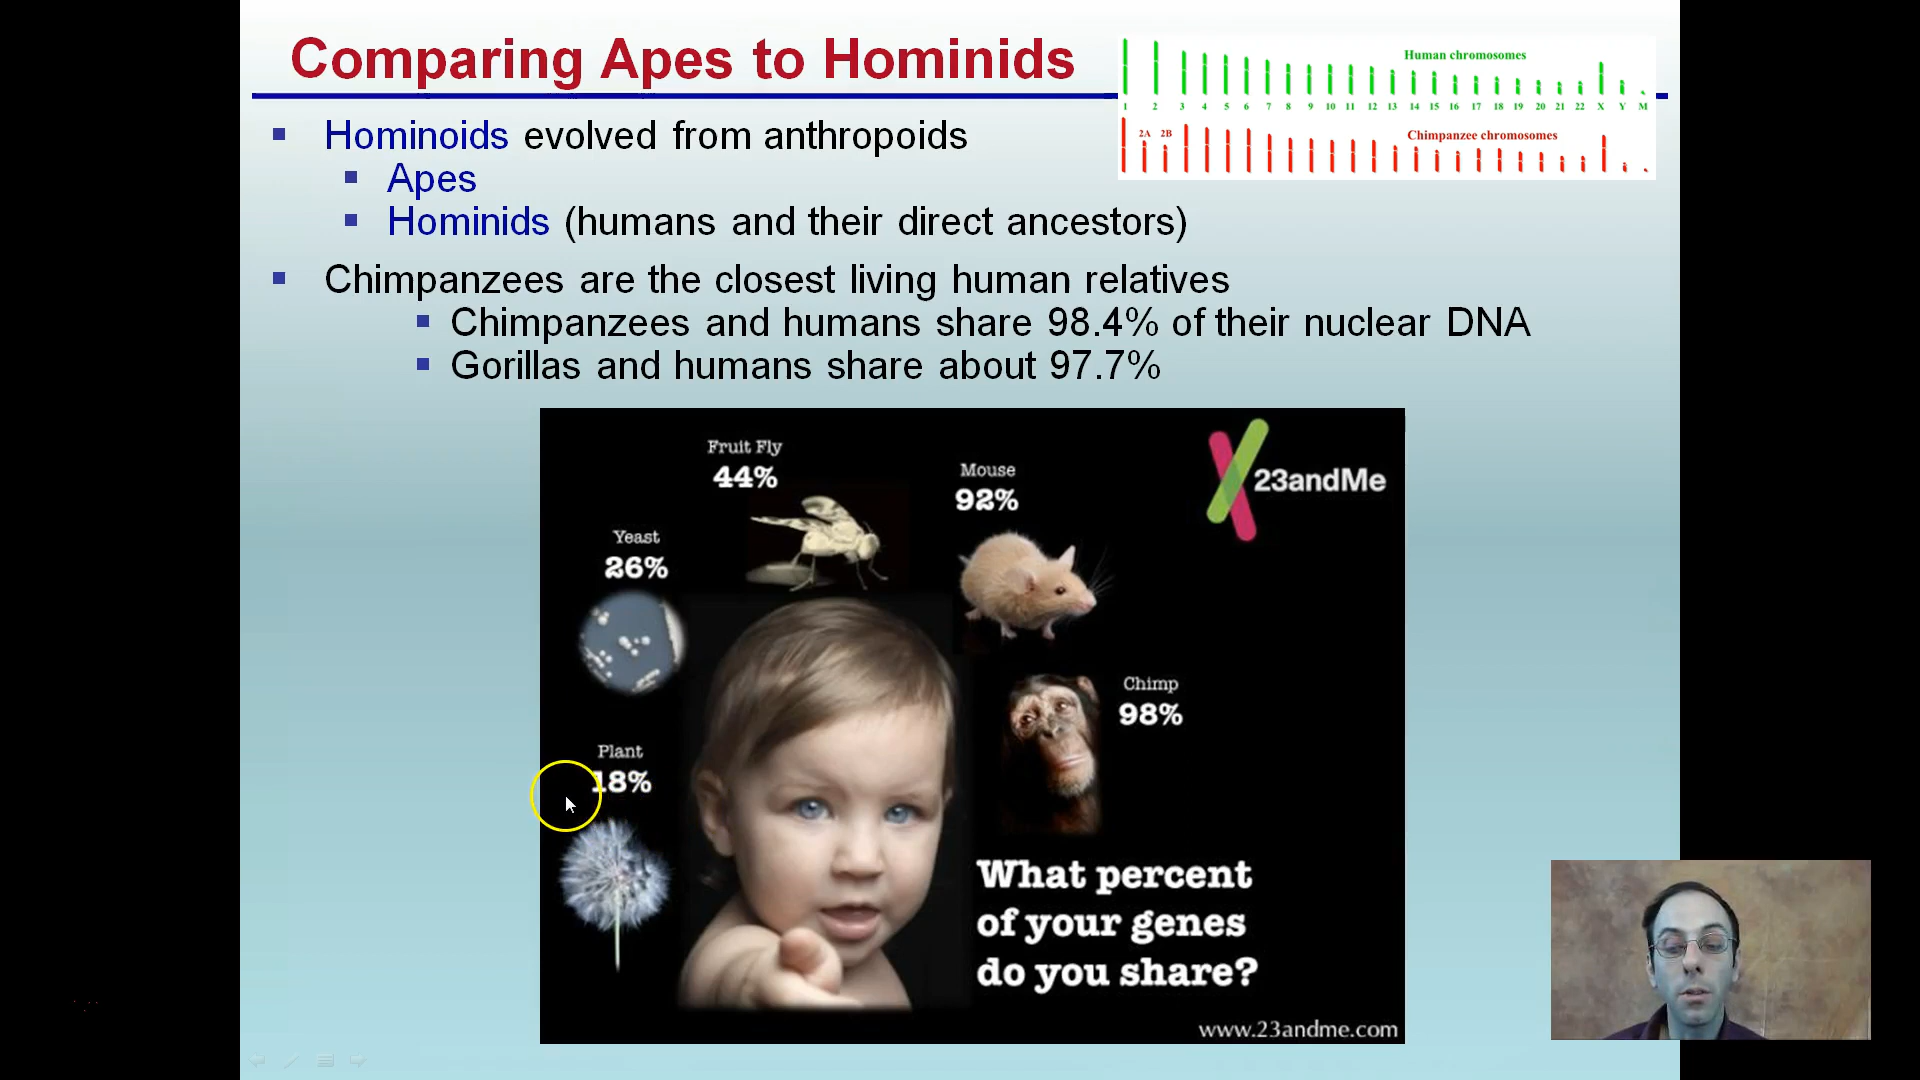 Comparing Apes to Hominids
Human chromosomes
1 2 3 4 5 6 7 8 9 10 11 12 13 14 15 16 17 18 19 20 21 22 X Y M
2A 2B
Chimpanzee chromosomes
Hominoids evolved from anthropoids
Apes
Hominids (humans and their direct ancestors)
Chimpanzees are the closest living human relatives
Chimpanzees and humans share 98.4% of their nuclear DNA
Gorillas and humans share about 97.7%
Fruit Fly
44%
Mouse
92%
23andMe
Yeast
26%
Chimp
98%
Plant
18%
What percent
of your genes
do you share?
www.23andme.com